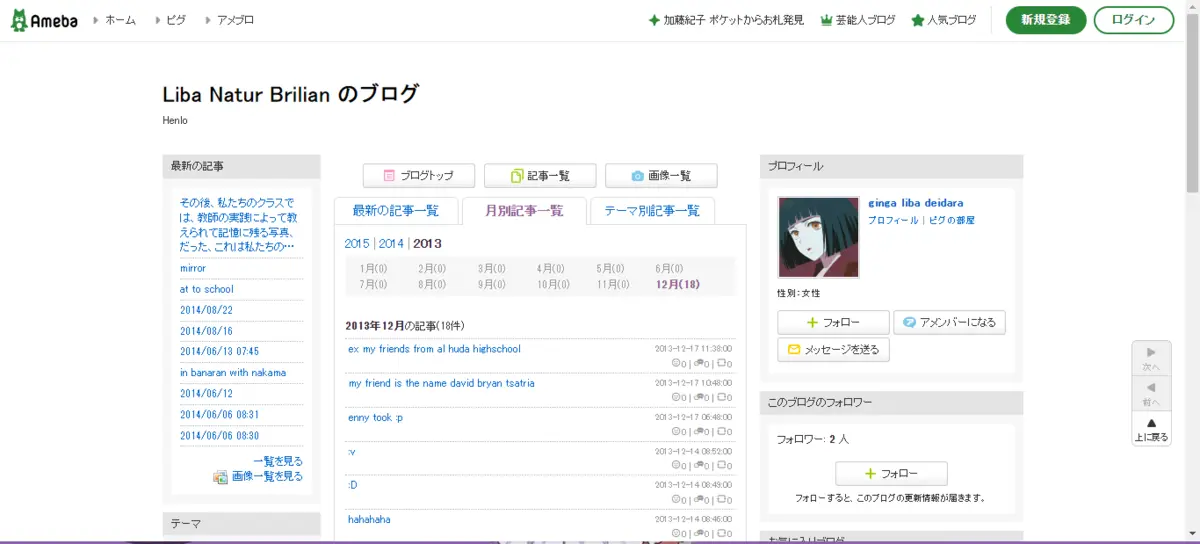 Ameba
ホーム
ピグ
アメブロ
加藤紀子 ポケットからお札発見
芸能人ブログ
人気ブログ
新規登録
ログイン
Liba Natur Brilian のブログ
Henlo
最新の記事
その後、私たちのクラスで
は、教師の実践によって教
えられて記憶に残る写真、
だった、これは私たちの…
mirror
at to school
2014/08/22
2014/08/16
2014/06/13 07:45
in banaran with nakama
2014/06/12
2014/06/06 08:31
2014/06/06 08:30
一覧を見る
画像一覧を見る
テーマ
ブログトップ
記事一覧
画像一覧
最新の記事一覧
月別記事一覧
テーマ別記事一覧
2015 | 2014 | 2013
1月(0) 2月(0) 3月(0) 4月(0) 5月(0) 6月(0)
7月(0) 8月(0) 9月(0) 10月(0) 11月(0) 12月(18)
2013年12月の記事(18件)
ex my friends from al huda highschool 2013-12-17 11:38:00
0 | 0 | 0
my friend is the name david bryan tsatria 2013-12-17 10:48:00
0 | 0 | 0
enny took :p 2013-12-17 06:48:00
0 | 0 | 0
:v 2013-12-14 08:52:00
0 | 0 | 0
:D 2013-12-14 08:49:00
0 | 0 | 0
hahahaha 2013-12-14 08:46:00
0 | 0 | 0
プロフィール
ginga liba deidara
プロフィール | ピグの部屋
性別：女性
フォロー
アメンバーになる
メッセージを送る
このブログのフォロワー
フォロワー: 2 人
フォロー
フォローすると、このブログの更新情報が届きます。
お気に入りブログ
次へ
前へ
上に戻る